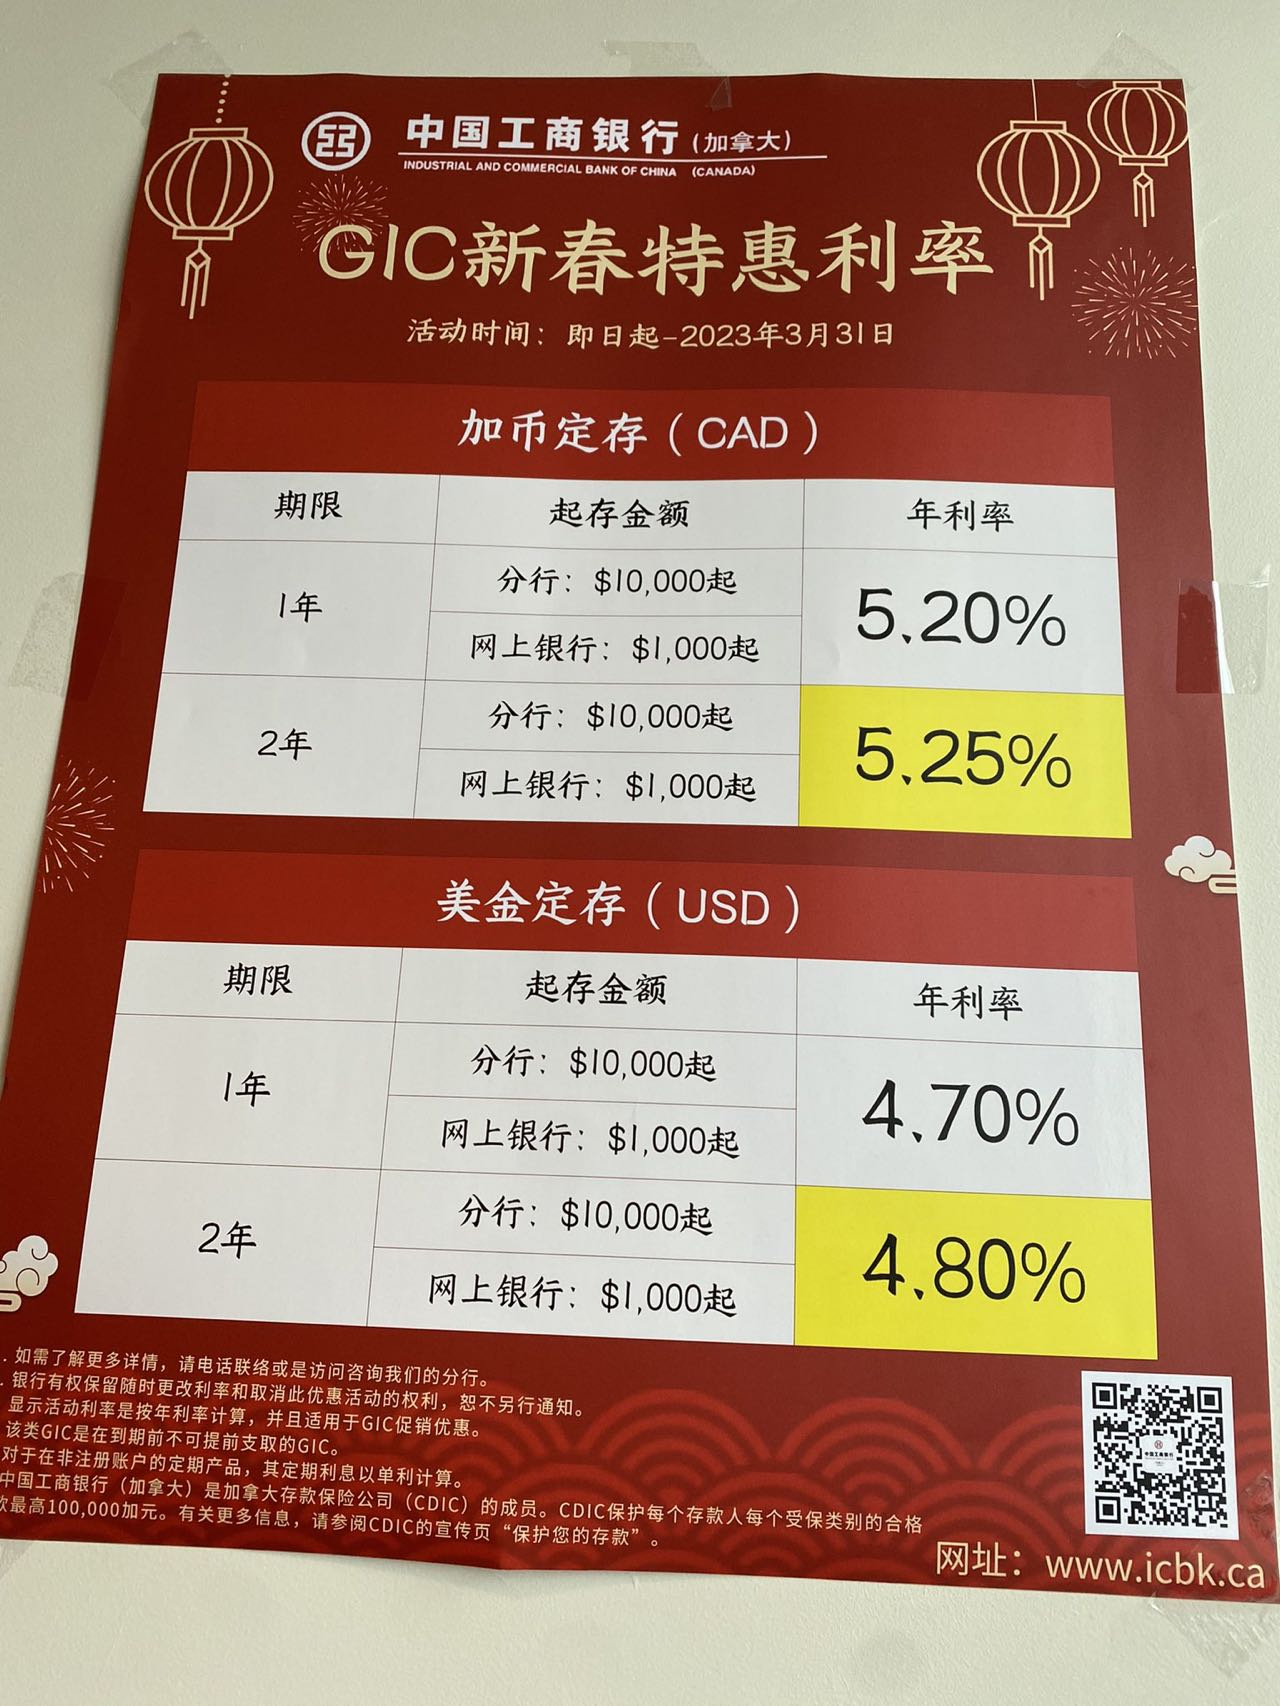 中国工商银行(加拿大)
INDUSTRIAL AND COMMERCIAL BANK OF CHINA (CANADA)
GIC新春特惠利率
活动时间：即日起-2023年3月31日
加币定存（CAD）
期限 起存金额 年利率
1年 分行：$10,000起 5.20%
网上银行：$1,000起
2年 分行：$10,000起 5.25%
网上银行：$1,000起
美金定存（USD）
期限 起存金额 年利率
1年 分行：$10,000起 4.70%
网上银行：$1,000起
2年 分行：$10,000起 4.80%
网上银行：$1,000起
. 如需了解更多详情，请电话联络或是访问咨询我们的分行。
. 银行有权保留随时更改利率和取消此优惠活动的权利，恕不另行通知。
显示活动利率是按年利率计算，并且适用于GIC促销优惠。
该类GIC是在到期前不可提前支取的GIC。
对于在非注册账户的定期产品，其定期利息以单利计算。
中国工商银行（加拿大）是加拿大存款保险公司（CDIC）的成员。CDIC保护每个存款人每个受保类别的合格
款最高100,000加元。有关更多信息，请参阅CDIC的宣传页“保护您的存款”。
中国工商银行
网址：www.icbk.ca